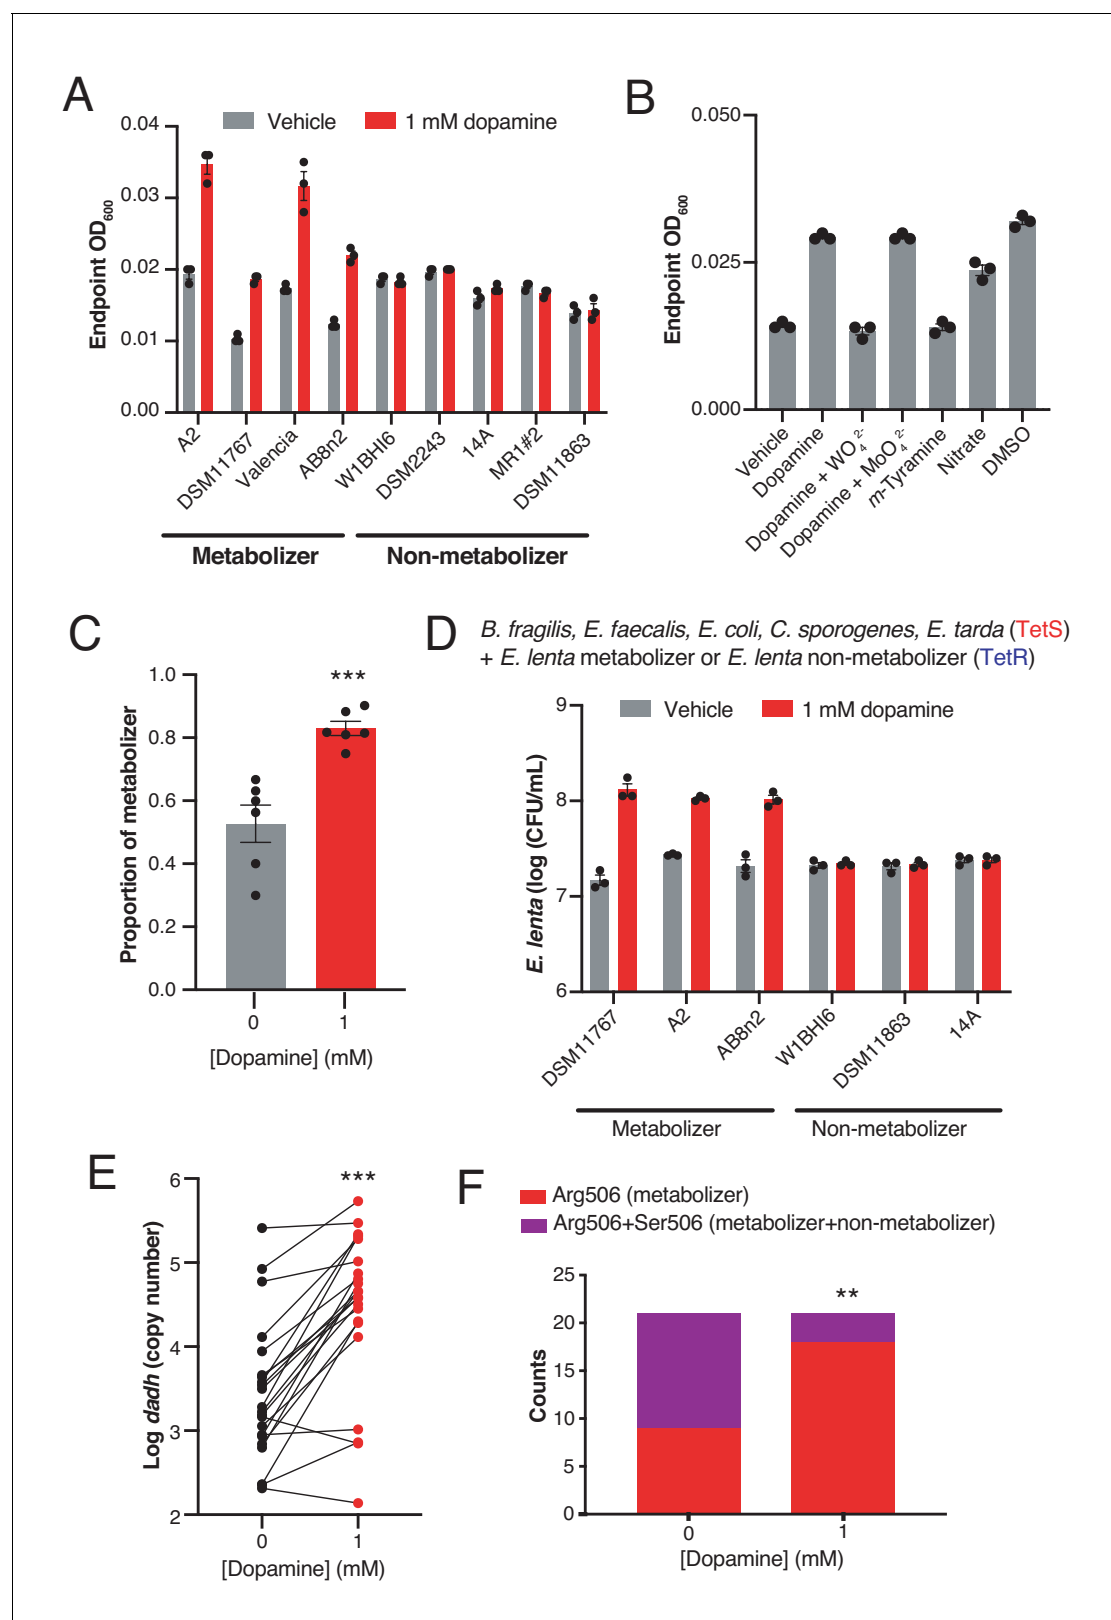 A
Vehicle
1 mM dopamine
Endpoint OD600
0.04
0.03
0.02
0.01
0.00
A2
DSM11767
Valencia
AB8n2
W1BHI6
DSM2243
14A
MR1#2
DSM11863
Metabolizer
Non-metabolizer
B
Endpoint OD600
0.050
0.025
0.000
Vehicle
Dopamine
Dopamine + WO4 2-
Dopamine + MoO4 2-
m-Tyramine
Nitrate
DMSO
C
Proportion of metabolizer
1.0
0.8
0.6
0.4
0.2
0.0
***
0
1
[Dopamine] (mM)
D
B. fragilis, E. faecalis, E. coli, C. sporogenes, E. tarda (TetS)
+ E. lenta metabolizer or E. lenta non-metabolizer (TetR)
Vehicle
1 mM dopamine
E. lenta (log (CFU/mL)
9
8
7
6
DSM11767
A2
AB8n2
W1BHI6
DSM11863
14A
Metabolizer
Non-metabolizer
E
Log dadh (copy number)
6
5
4
3
2
***
0
1
[Dopamine] (mM)
F
Arg506 (metabolizer)
Arg506+Ser506 (metabolizer+non-metabolizer)
Counts
25
20
15
10
5
0
**
0
1
[Dopamine] (mM)